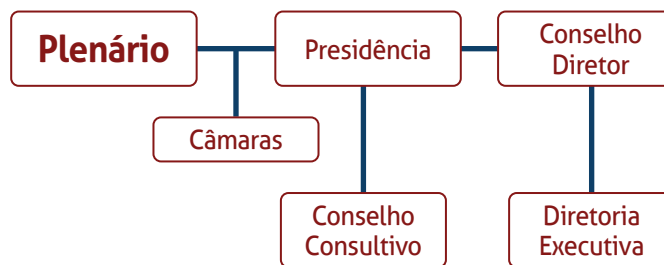 Plenário
Presidência
Conselho
Diretor
Câmaras
Conselho
Consultivo
Diretoria
Executiva